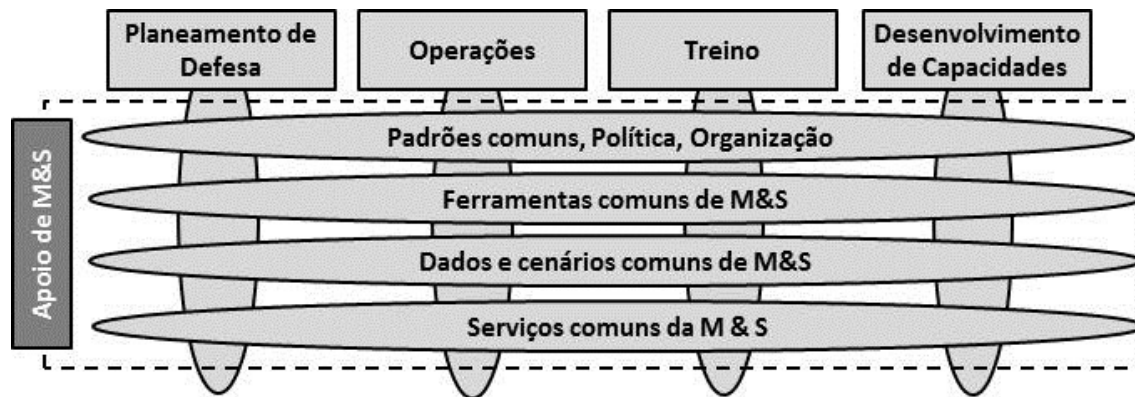 Planeamento de
Defesa
Operações
Treino
Desenvolvimento
de Capacidades
Apoio de M&S
Padrões comuns, Política, Organização
Ferramentas comuns de M&S
Dados e cenários comuns de M&S
Serviços comuns da M & S